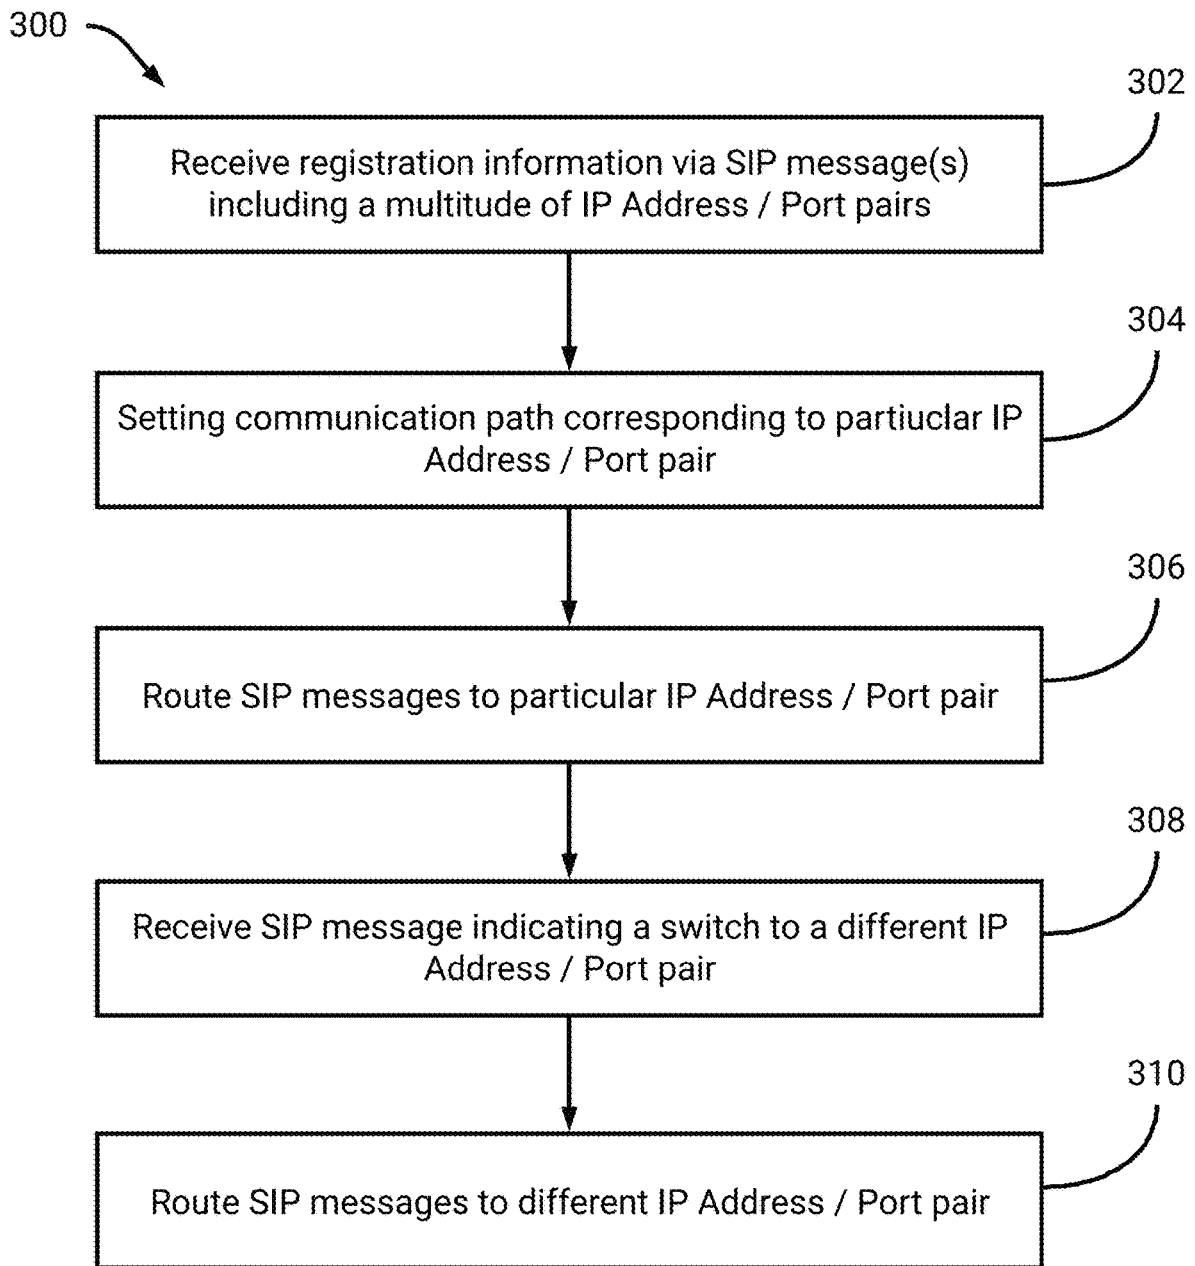 300
302
Receive registration information via SIP message(s)
including a multitude of IP Address / Port pairs
304
Setting communication path corresponding to partiuclar IP
Address / Port pair
306
Route SIP messages to particular IP Address / Port pair
308
Receive SIP message indicating a switch to a different IP
Address / Port pair
310
Route SIP messages to different IP Address / Port pair